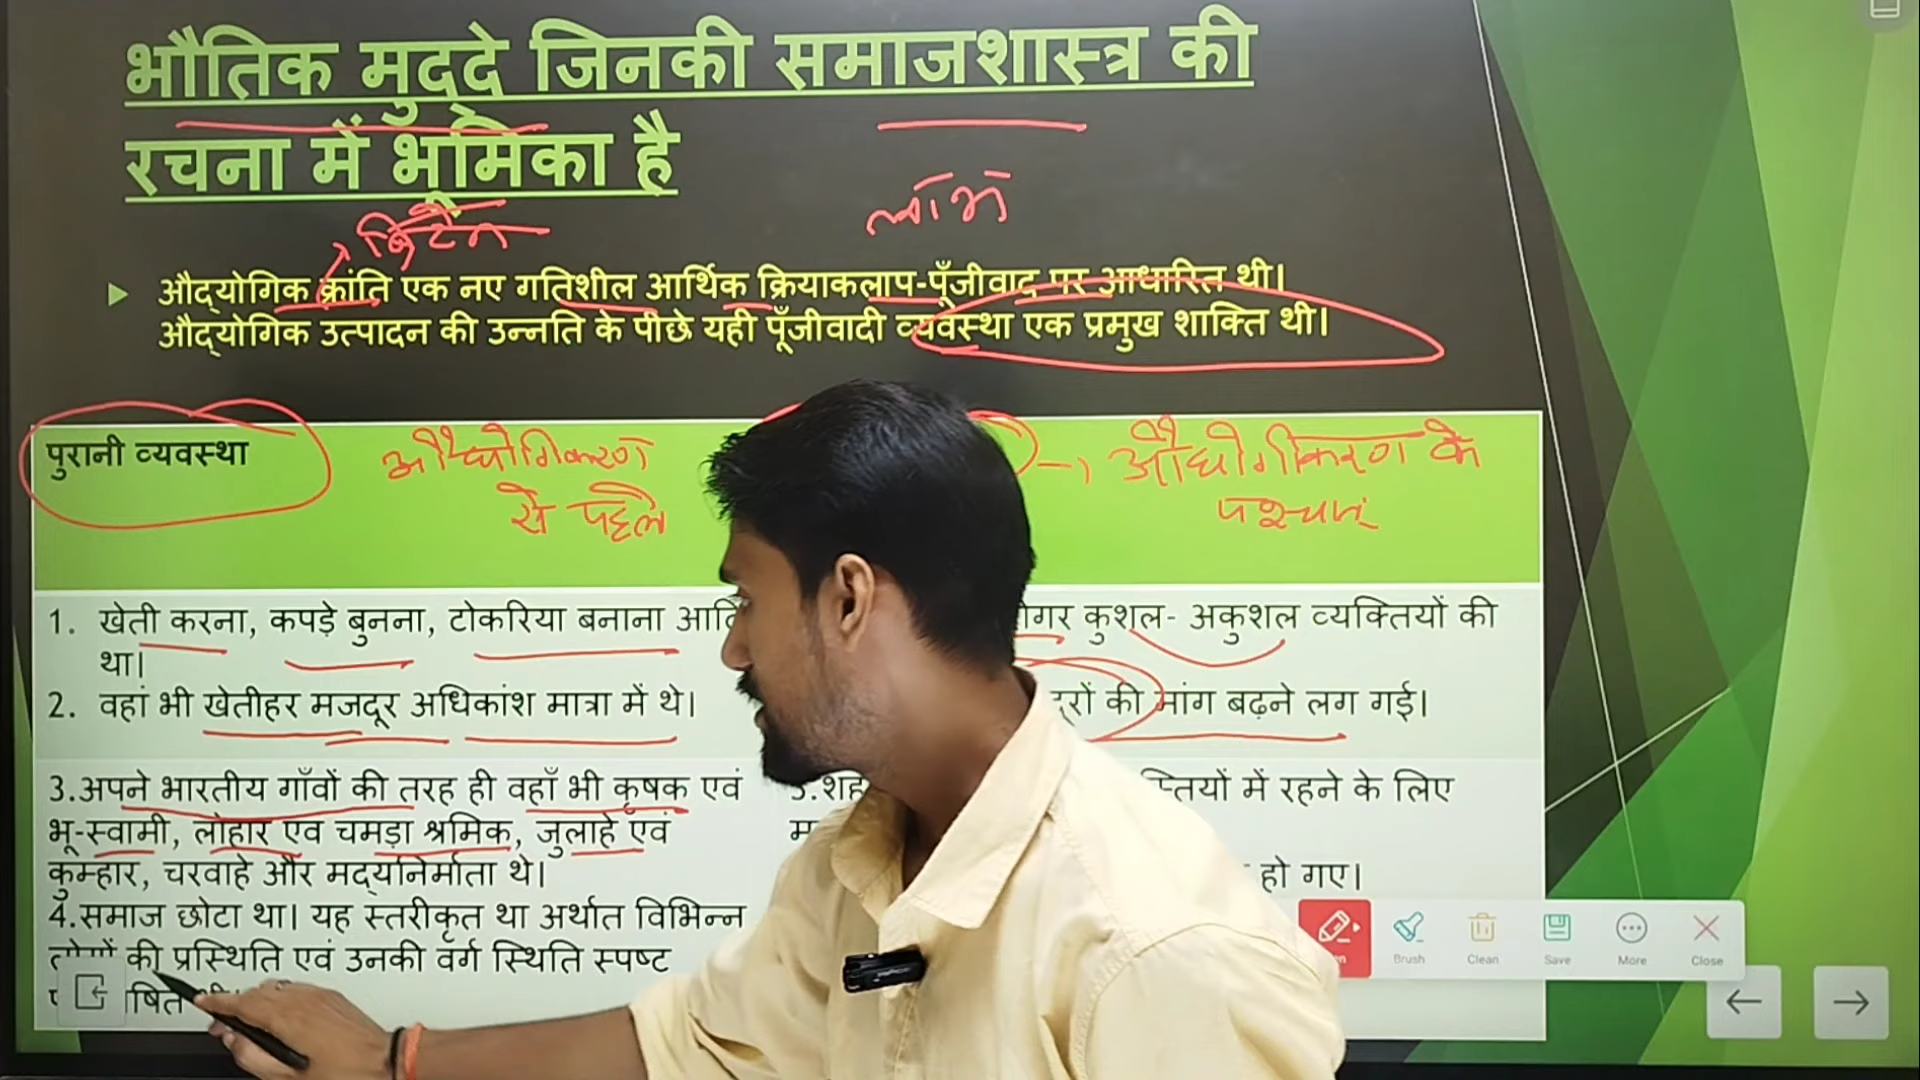 भौतिक मुद्दे जिनकी समाजशास्त्र की
रचना में भूमिका है
ब्रिटेन
लाभ
औद्योगिक क्रांति एक नए गतिशील आर्थिक क्रियाकलाप-पूँजीवाद पर आधारित थी।
औद्योगिक उत्पादन की उन्नति के पीछे यही पूँजीवादी व्यवस्था एक प्रमुख शाक्ति थी।
पुरानी व्यवस्था
औद्योगिकरण
से पहले
औद्योगीकरण के
पश्चात्
1. खेती करना, कपड़े बुनना, टोकरिया बनाना
था।
2. वहां भी खेतीहर मजदूर अधिकांश मात्रा में थे।
3.अपने भारतीय गाँवों की तरह ही वहाँ भी कृषक एवं
भू-स्वामी, लोहार एवं चमड़ा श्रमिक, जुलाहे एवं
कुम्हार, चरवाहे और मद्यनिर्माता थे।
4.समाज छोटा था। यह स्तरीकृत था अर्थात विभिन्न
की प्रस्थिति एवं उनकी वर्ग स्थिति स्पष्ट
कुशल- अकुशल व्यक्तियों की
की मांग बढ़ने लग गई।
में रहने के लिए
हो गए।
Brush Clean Save More Close